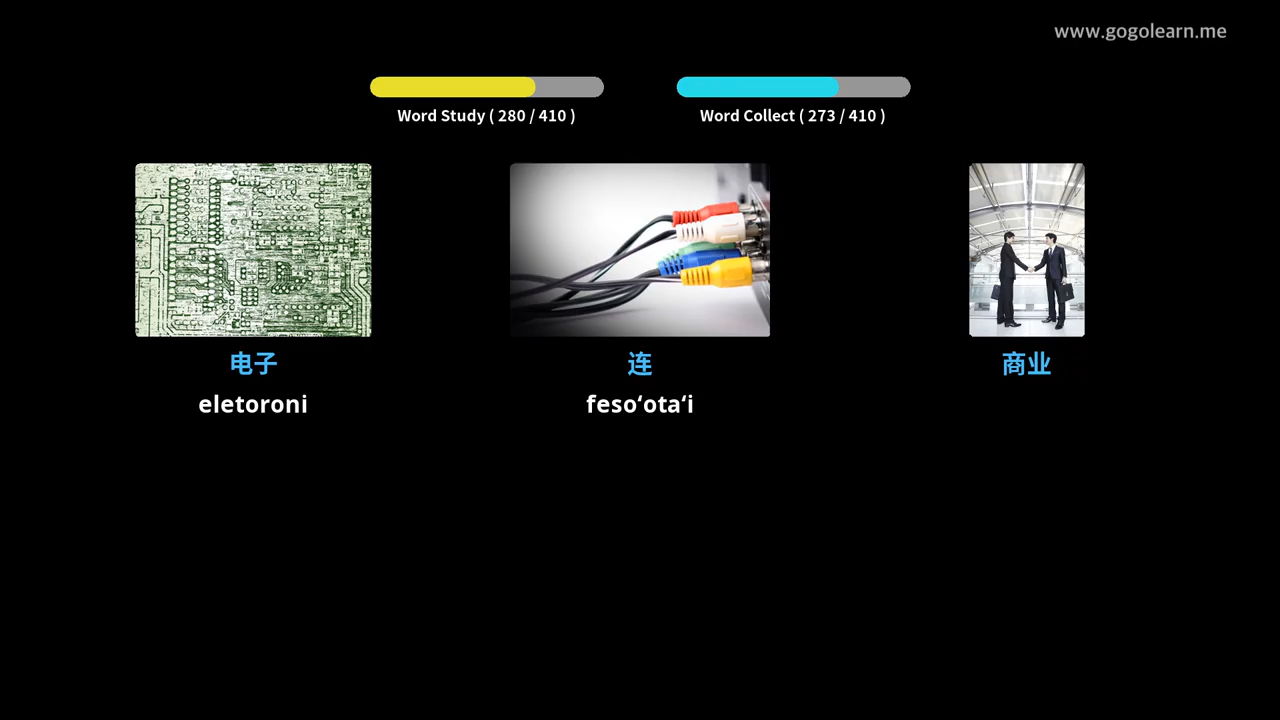 www.gogolearn.me
Word Study ( 280 / 410 )
Word Collect ( 273 / 410 )
电子
连
商业
eletoroni
fesoʻotaʻi